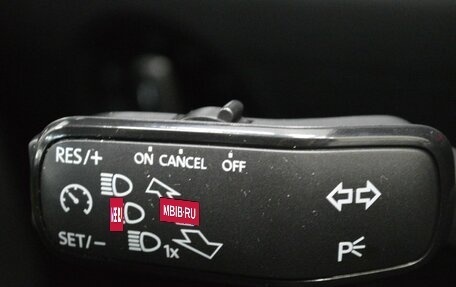 RES/+ ON CANCEL OFF
MBIB.RU
SET/- 1x P